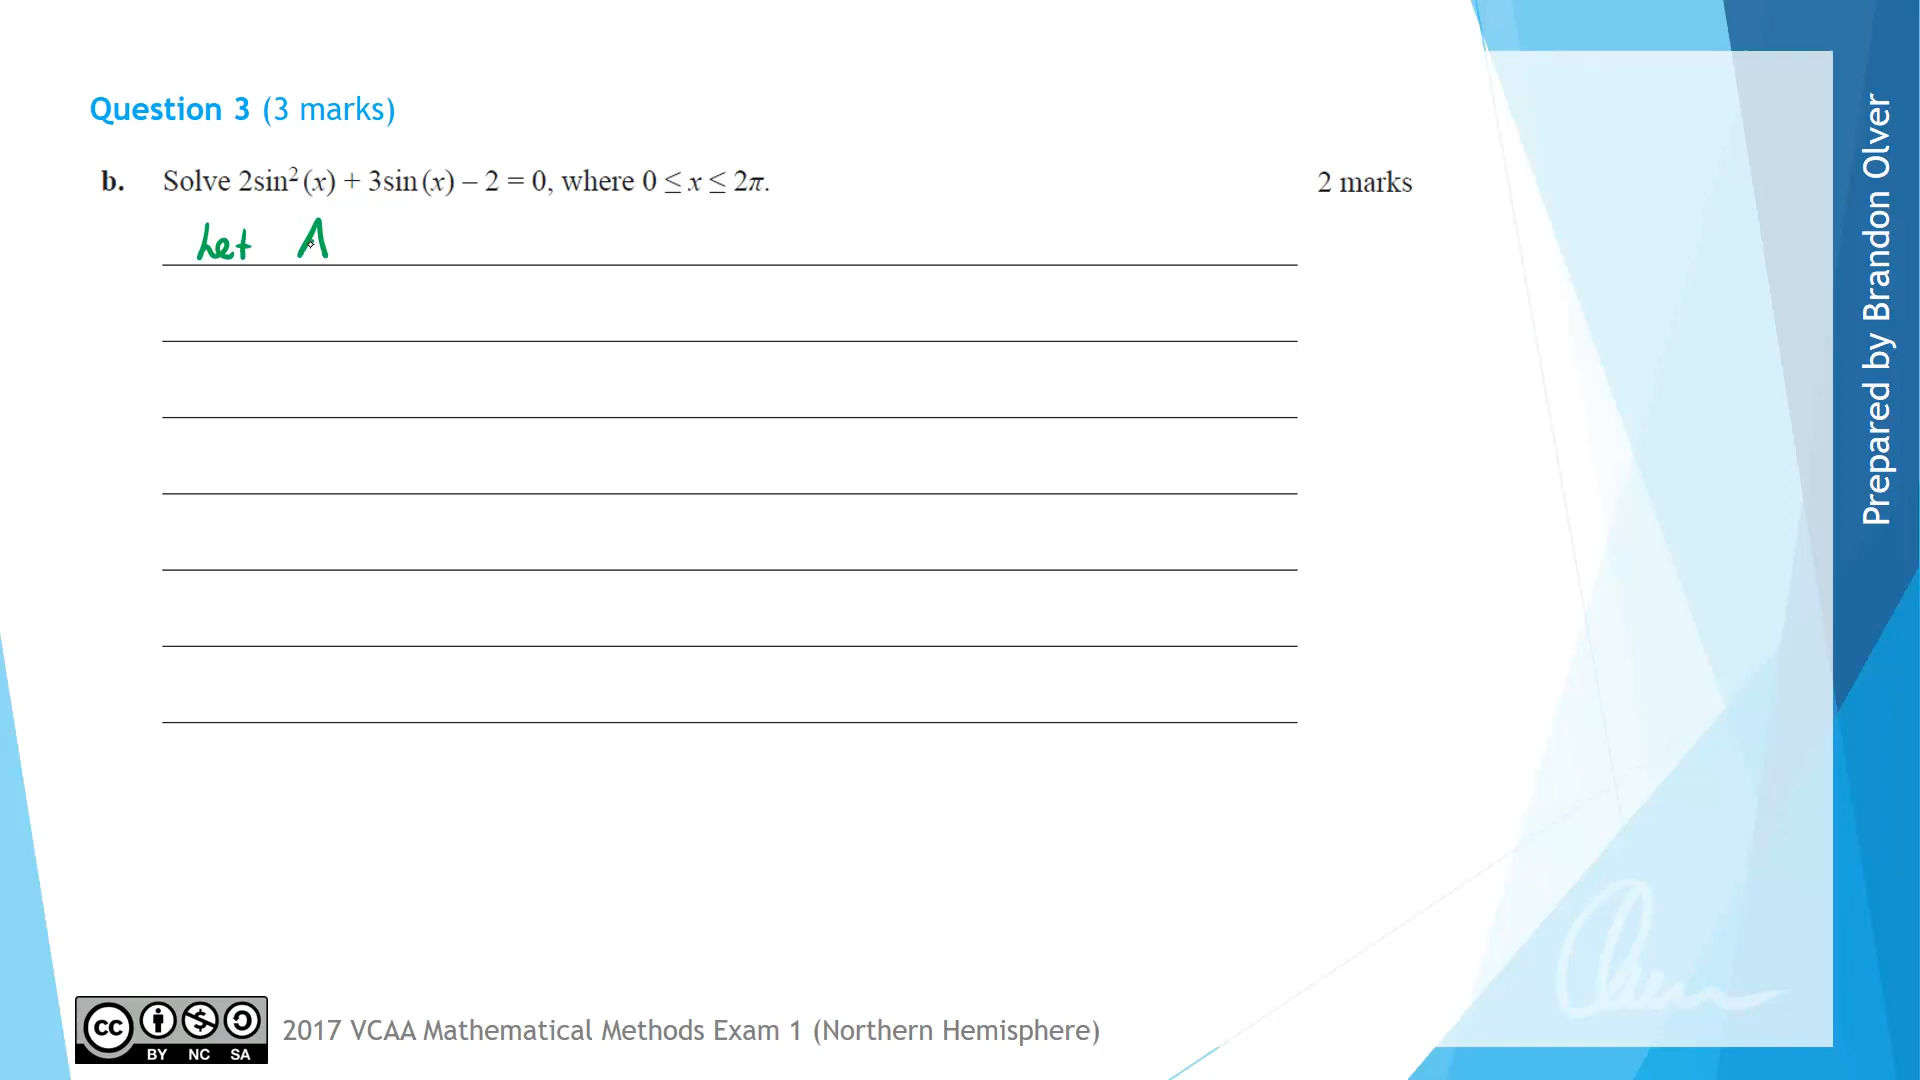 Question 3 (3 marks)
b. Solve 2sin²(x) + 3sin(x) – 2 = 0, where 0 ≤ x ≤ 2π. 2 marks
Let A
Prepared by Brandon Olver
cc BY NC SA
2017 VCAA Mathematical Methods Exam 1 (Northern Hemisphere)